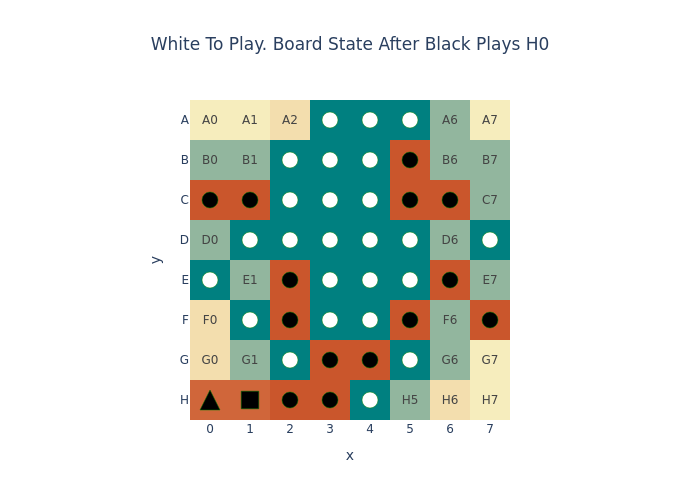 White To Play. Board State After Black Plays H0
A A0 A1 A2 A6 A7
B B0 B1 B6 B7
C C7
D D0 D6
E E1 E7
F F0 F6
G G0 G1 G6 G7
H H5 H6 H7
0 1 2 3 4 5 6 7
x
y